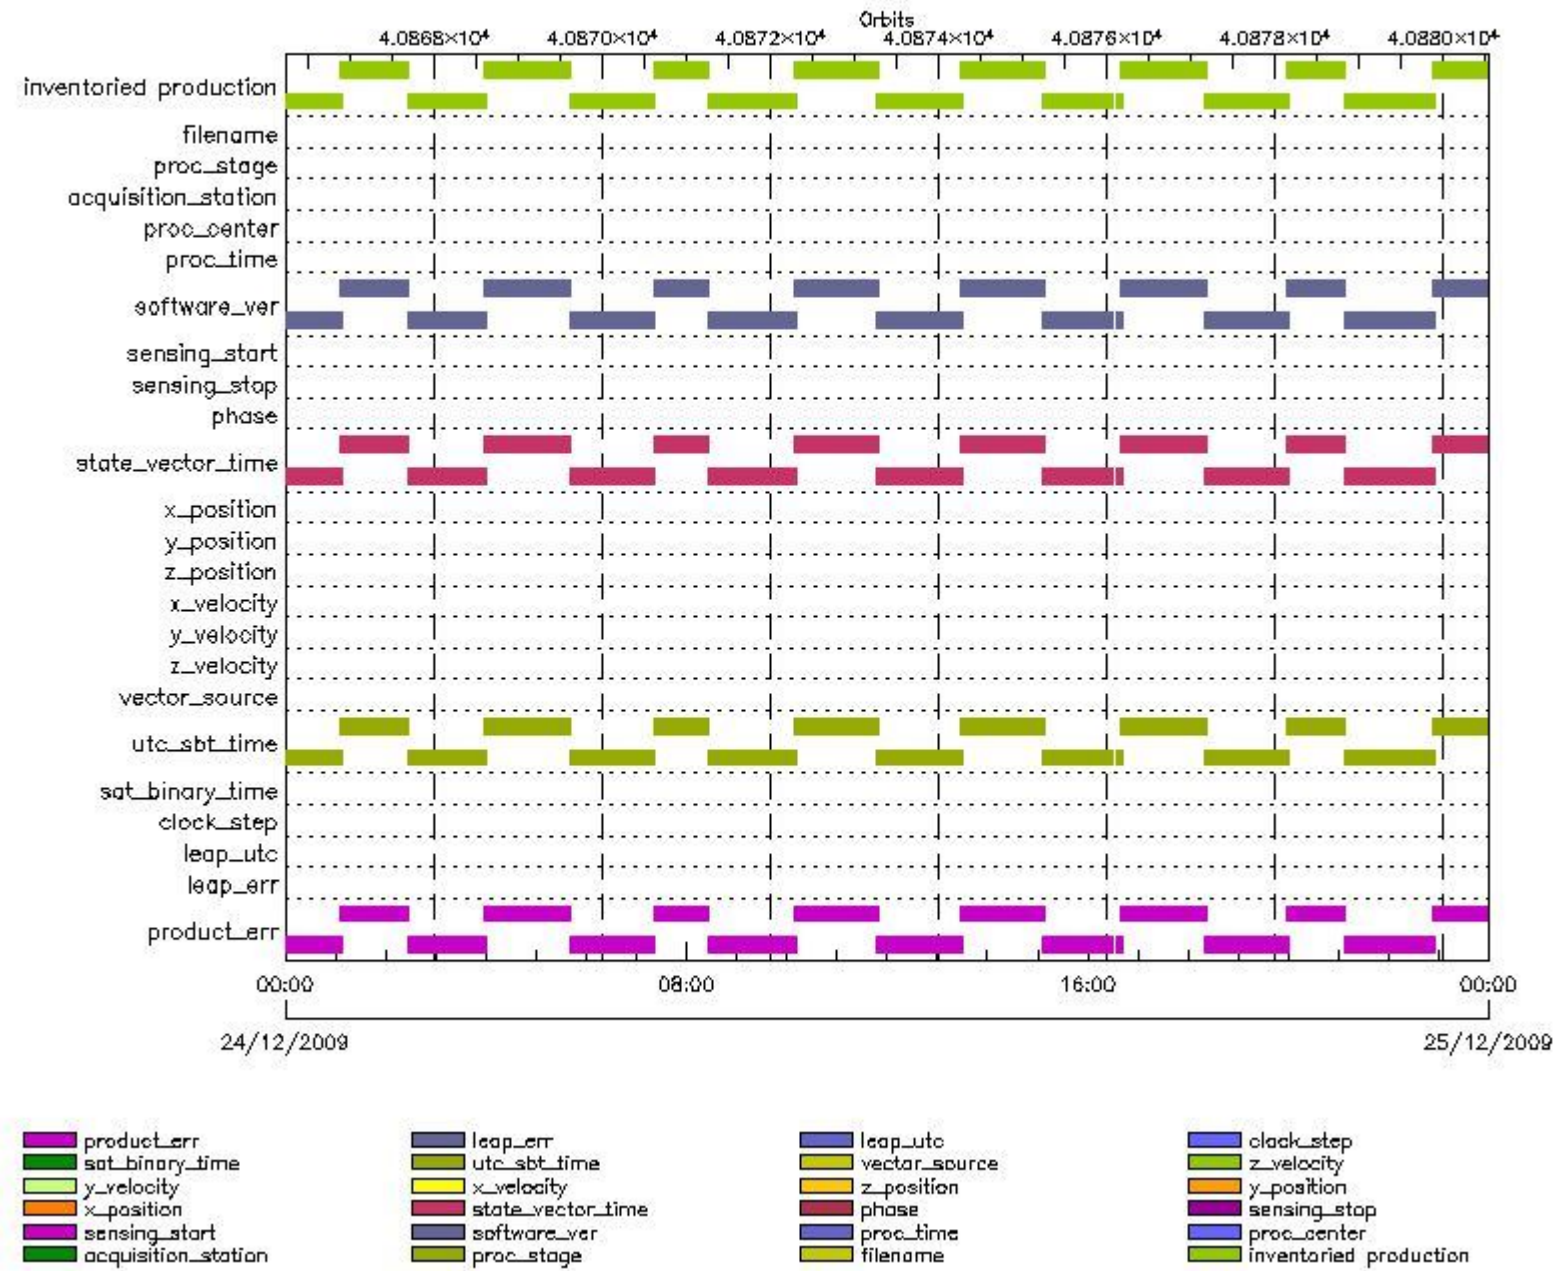 Orbits
4.0868×10⁴ 4.0870×10⁴ 4.0872×10⁴ 4.0874×10⁴ 4.0876×10⁴ 4.0878×10⁴ 4.0880×10⁴
inventoried production
filename
proc_stage
acquisition_station
proc_center
proc_time
software_ver
sensing_start
sensing_stop
phase
state_vector_time
x_position
y_position
z_position
x_velocity
y_velocity
z_velocity
vector_source
utc_sbt_time
sat_binary_time
clock_step
leap_utc
leap_err
product_err
00:00 08:00 16:00 00:00
24/12/2009 25/12/2009
product_err leap_err leap_utc clock_step
sat_binary_time utc_sbt_time vector_source z_velocity
y_velocity x_velocity z_position y_position
x_position state_vector_time phase sensing_stop
sensing_start software_ver proc_time proc_center
acquisition_station proc_stage filename inventoried production